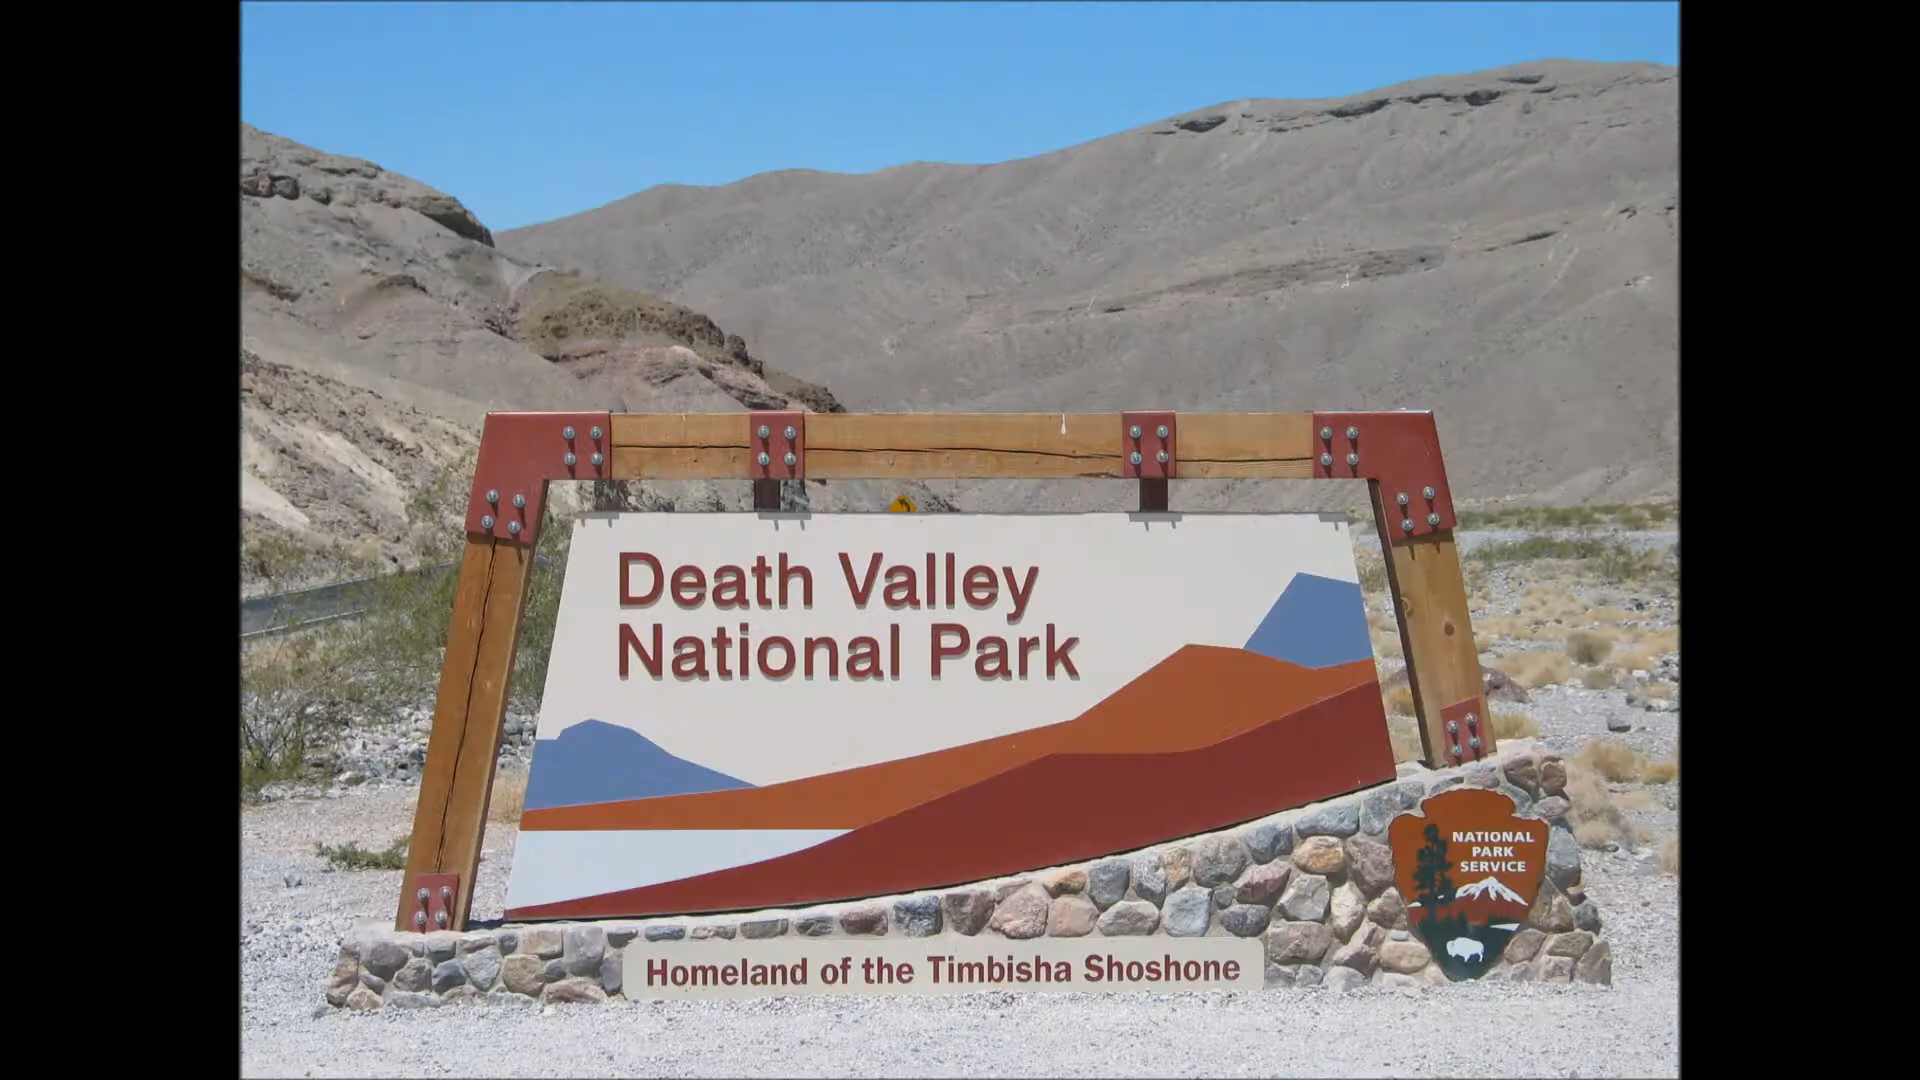 Death Valley
National Park
NATIONAL
PARK
SERVICE
Homeland of the Timbisha Shoshone